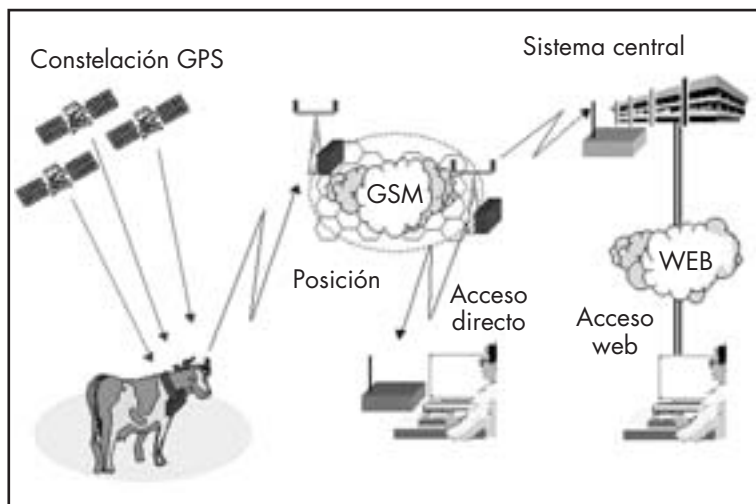 Constelación GPS
Sistema central
GSM
Posición
Acceso
directo
WEB
Acceso
web